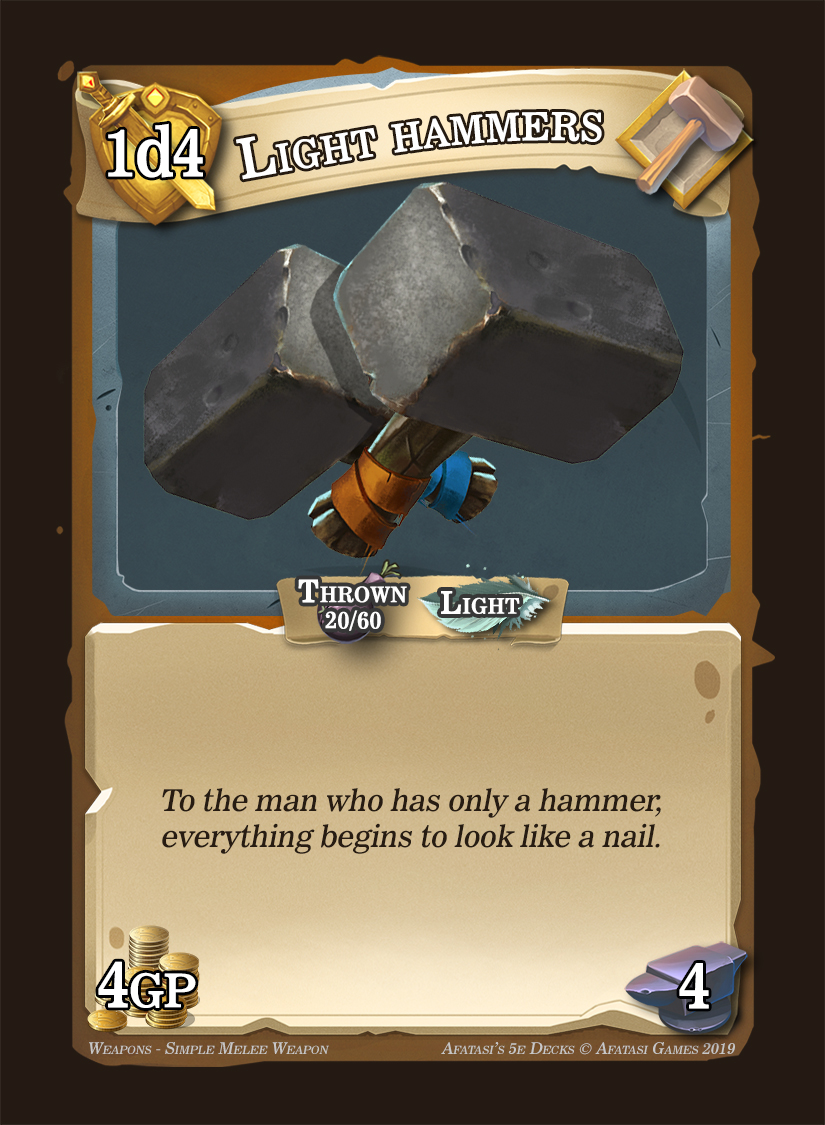 1d4
Light hammers
Thrown
20/60
Light
To the man who has only a hammer,
everything begins to look like a nail.
4GP
4
Weapons - Simple Melee Weapon
Afatasi's 5e Decks © Afatasi Games 2019